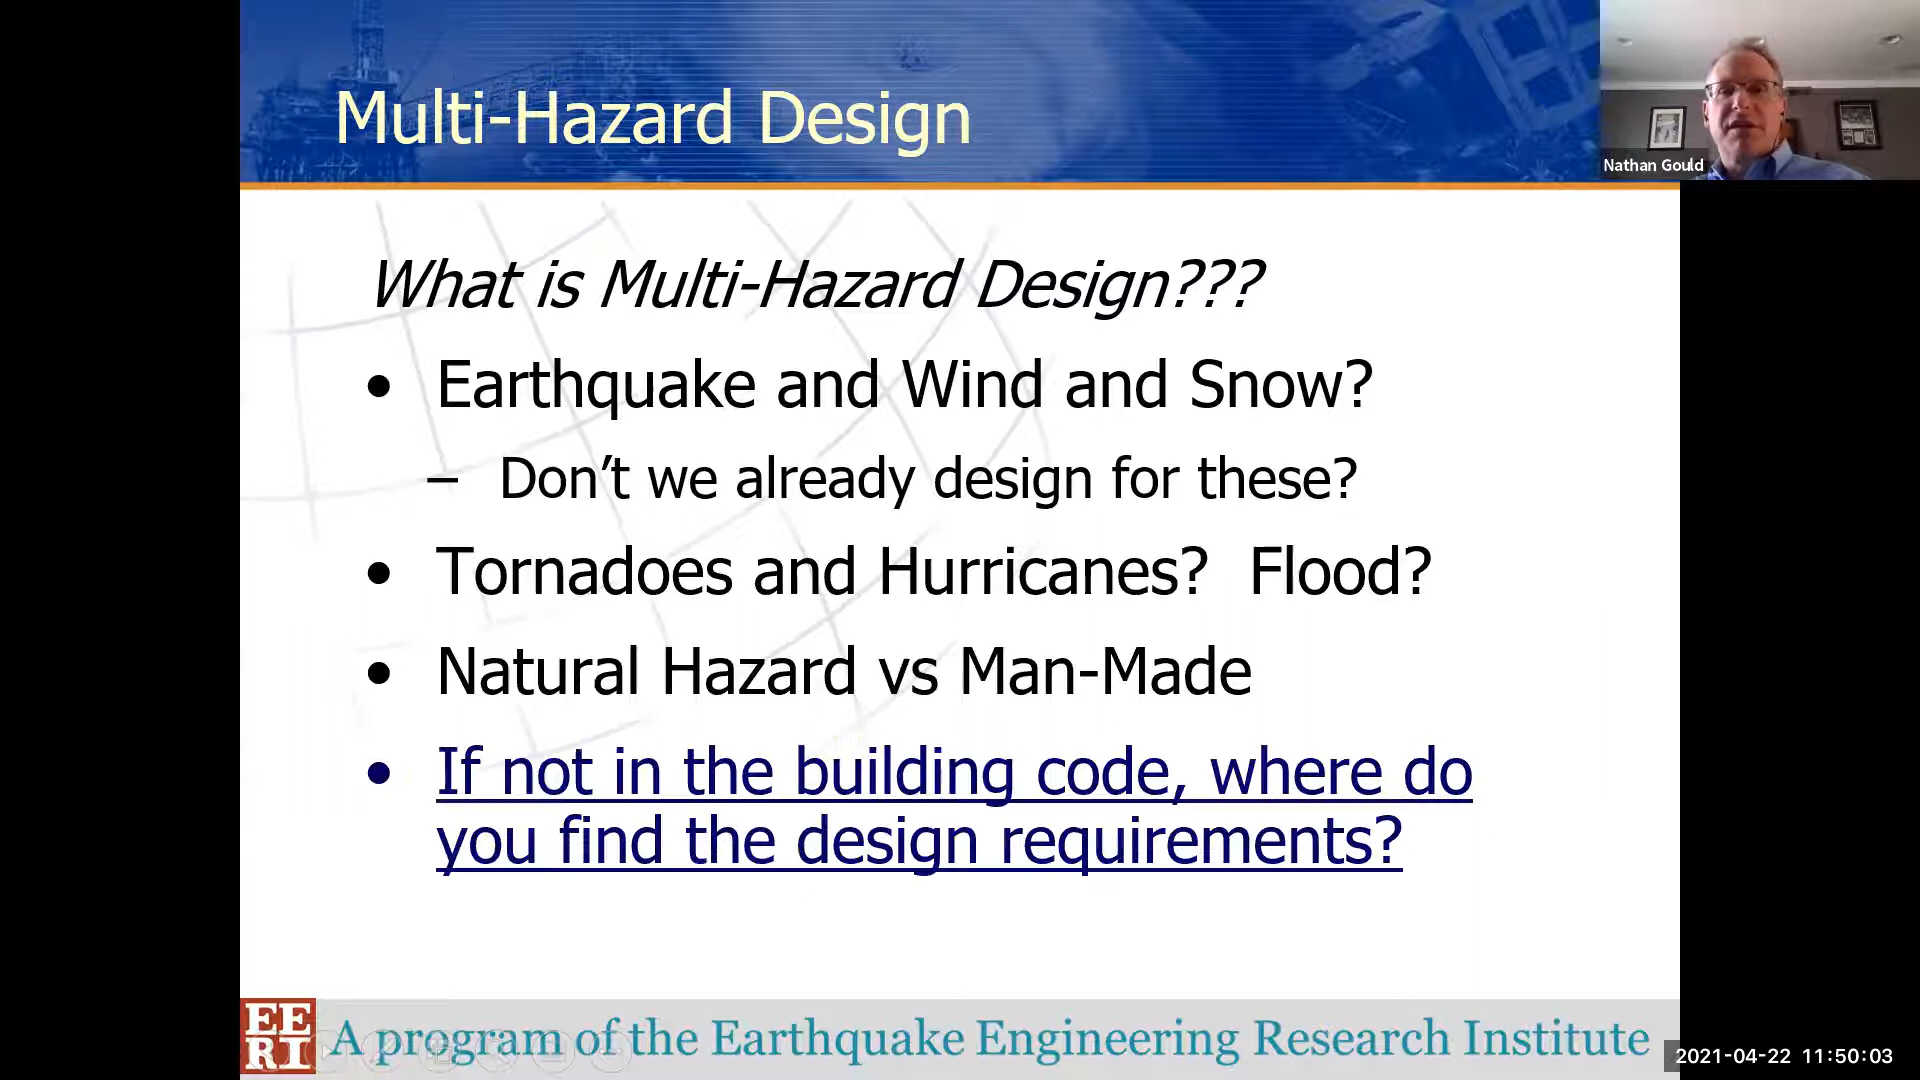 Multi-Hazard Design
Nathan Gould
What is Multi-Hazard Design???
• Earthquake and Wind and Snow?
– Don’t we already design for these?
• Tornadoes and Hurricanes?  Flood?
• Natural Hazard vs Man-Made
• If not in the building code, where do
you find the design requirements?
EE
RI
A program of the Earthquake Engineering Research Institute
2021-04-22 11:50:03